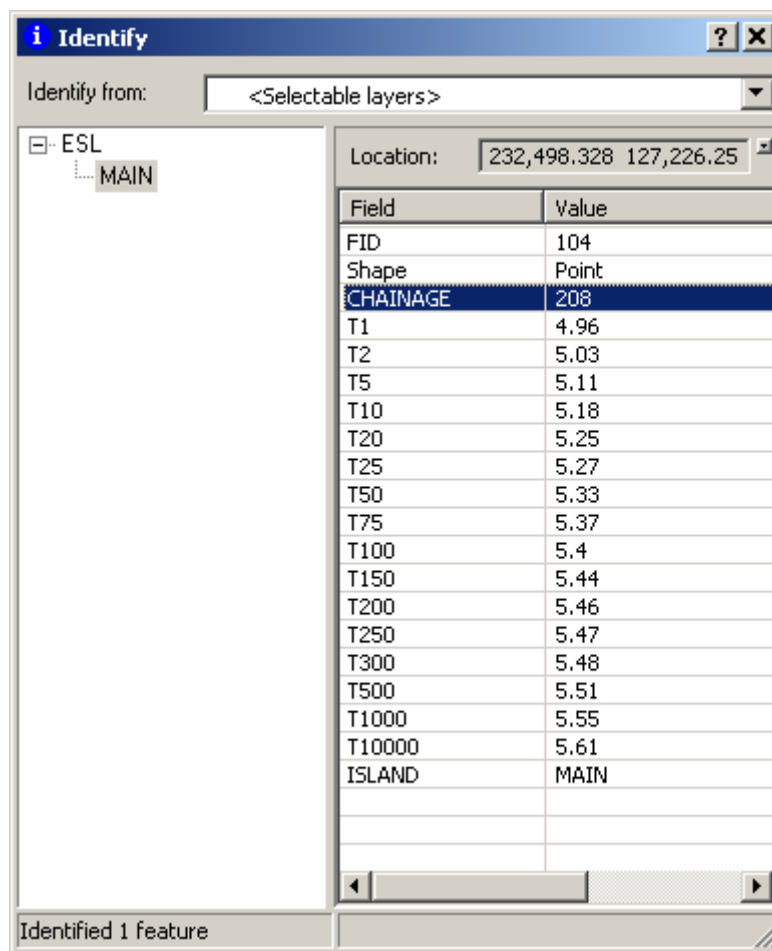 Identify
Identify from: <Selectable layers>
ESL
MAIN
Location: 232,498.328 127,226.25
Field Value
FID 104
Shape Point
CHAINAGE 208
T1 4.96
T2 5.03
T5 5.11
T10 5.18
T20 5.25
T25 5.27
T50 5.33
T75 5.37
T100 5.4
T150 5.44
T200 5.46
T250 5.47
T300 5.48
T500 5.51
T1000 5.55
T10000 5.61
ISLAND MAIN
Identified 1 feature